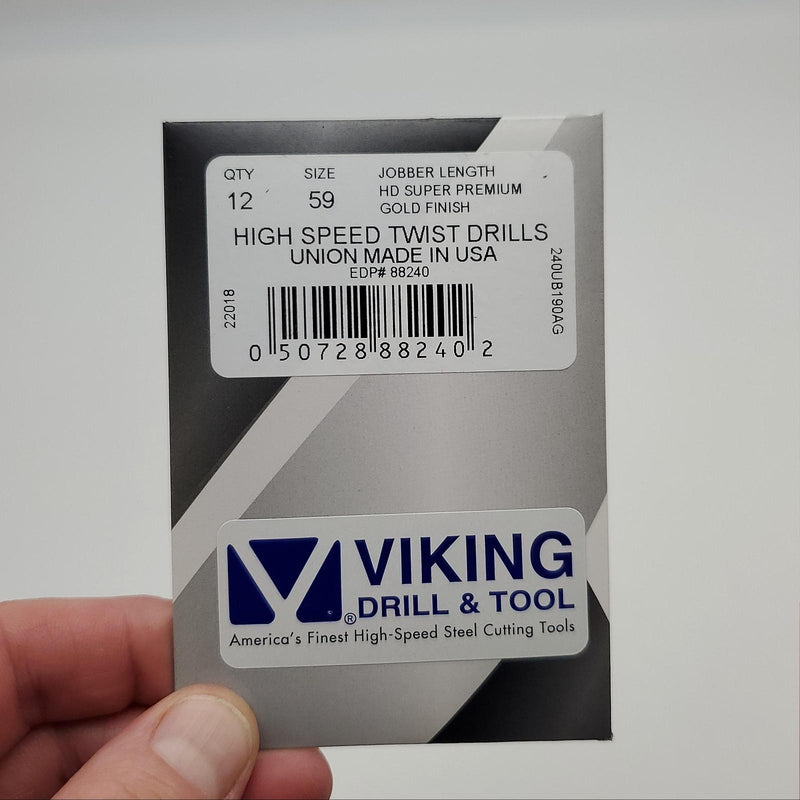 QTY SIZE JOBBER LENGTH
12 59 HD SUPER PREMIUM
GOLD FINISH
HIGH SPEED TWIST DRILLS
UNION MADE IN USA
EDP# 88240
22018
240UB190AG
0 50728 88240 2
VIKING
DRILL & TOOL
®
America's Finest High-Speed Steel Cutting Tools